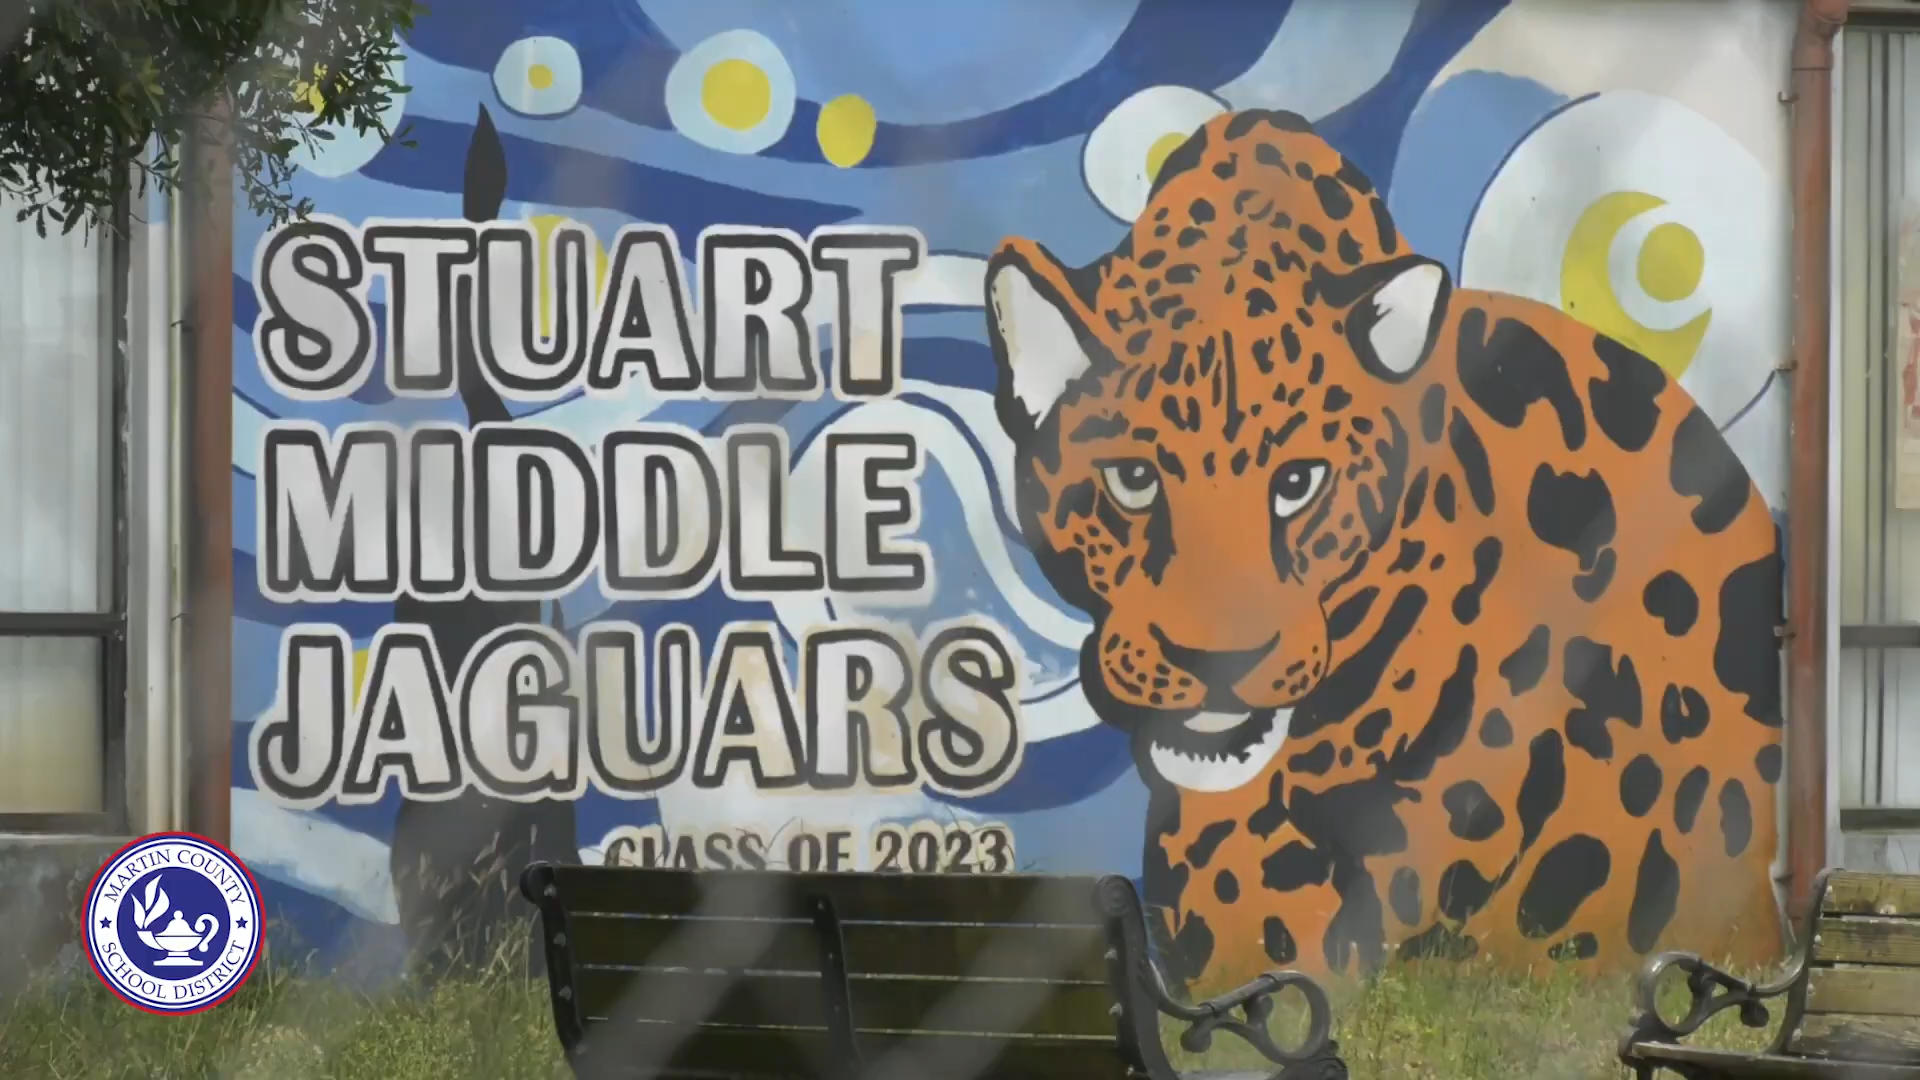 STUART
MIDDLE
JAGUARS
CLASS OF 2023
MARTIN COUNTY
SCHOOL DISTRICT